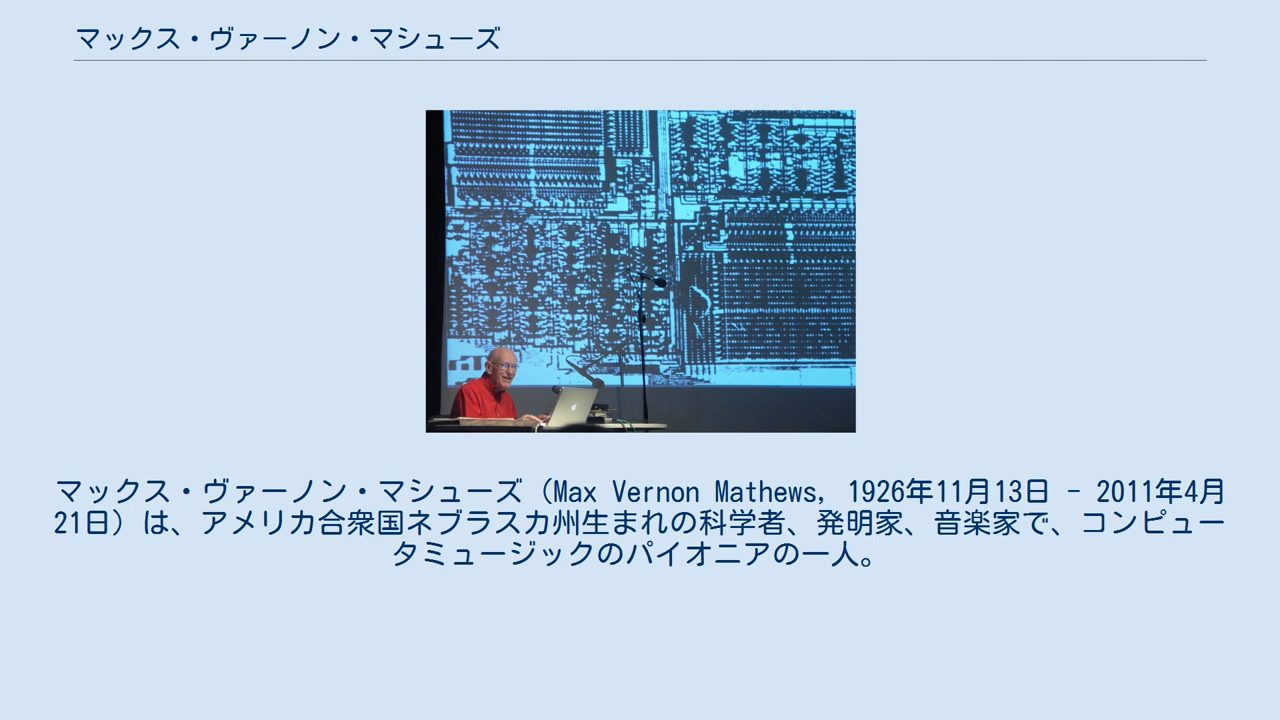 マックス・ヴァーノン・マシューズ
マックス・ヴァーノン・マシューズ（Max Vernon Mathews, 1926年11月13日 - 2011年4月
21日）は、アメリカ合衆国ネブラスカ州生まれの科学者、発明家、音楽家で、コンピュー
タミュージックのパイオニアの一人。